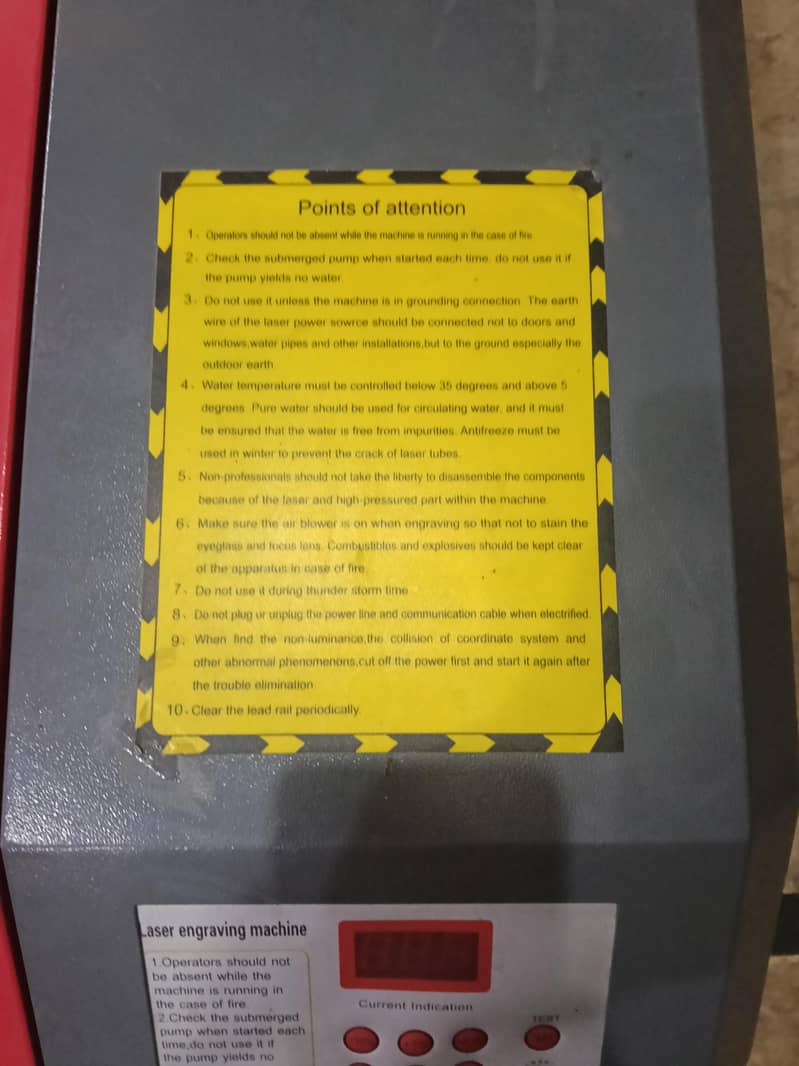 Points of attention
1、Operators should not be absent while the machine is running in the case of fire.
2、Check the submerged pump when started each time, do not use it if
the pump yields no water.
3、Do not use it unless the machine is in grounding connection. The earth
wire of the laser power sowrce should be connected not to doors and
windows,water pipes and other installations,but to the ground especially the
outdoor earth.
4、Water temperature must be controlled below 35 degrees and above 5
degrees. Pure water should be used for circulating water, and it must
be ensured that the water is free from impurities. Antifreeze must be
used in winter to prevent the crack of laser tubes.
5、Non-professionals should not take the liberty to disassemble the components
because of the laser and high-pressured part within the machine.
6、Make sure the air blower is on when engraving so that not to stain the
eyeglass and focus lens. Combustibles and explosives should be kept clear
of the apparatus in case of fire.
7、Do not use it during thunder storm time.
8、Do not plug or unplug the power line and communication cable when electrified.
9、When find the non-luminance,the collision of coordinate system and
other abnormal phenomenons,cut off the power first and start it again after
the trouble elimination.
10、Clear the lead rail periodically.
Laser engraving machine
1.Operators should not
be absent while the
machine is running in
the case of fire.
2.Check the submerged
pump when started each
time,do not use it if
the pump yields no
Current Indication
TEST